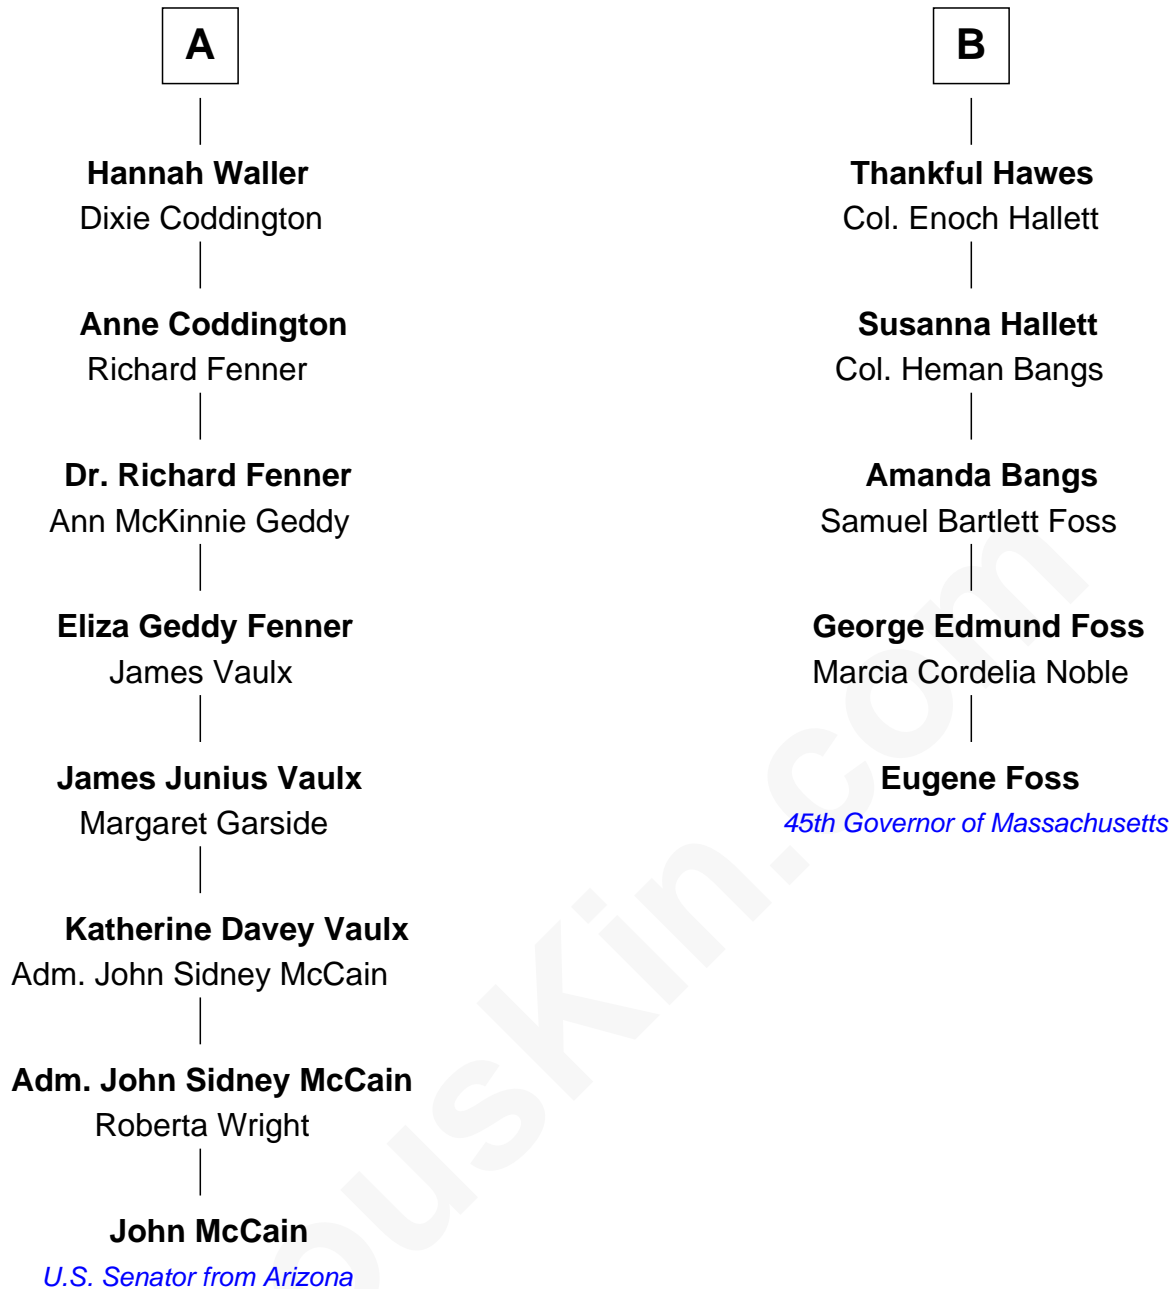 A
Hannah Waller
Dixie Coddington
Anne Coddington
Richard Fenner
Dr. Richard Fenner
Ann McKinnie Geddy
Eliza Geddy Fenner
James Vaulx
James Junius Vaulx
Margaret Garside
Katherine Davey Vaulx
Adm. John Sidney McCain
Adm. John Sidney McCain
Roberta Wright
John McCain
U.S. Senator from Arizona
B
Thankful Hawes
Col. Enoch Hallett
Susanna Hallett
Col. Heman Bangs
Amanda Bangs
Samuel Bartlett Foss
George Edmund Foss
Marcia Cordelia Noble
Eugene Foss
45th Governor of Massachusetts